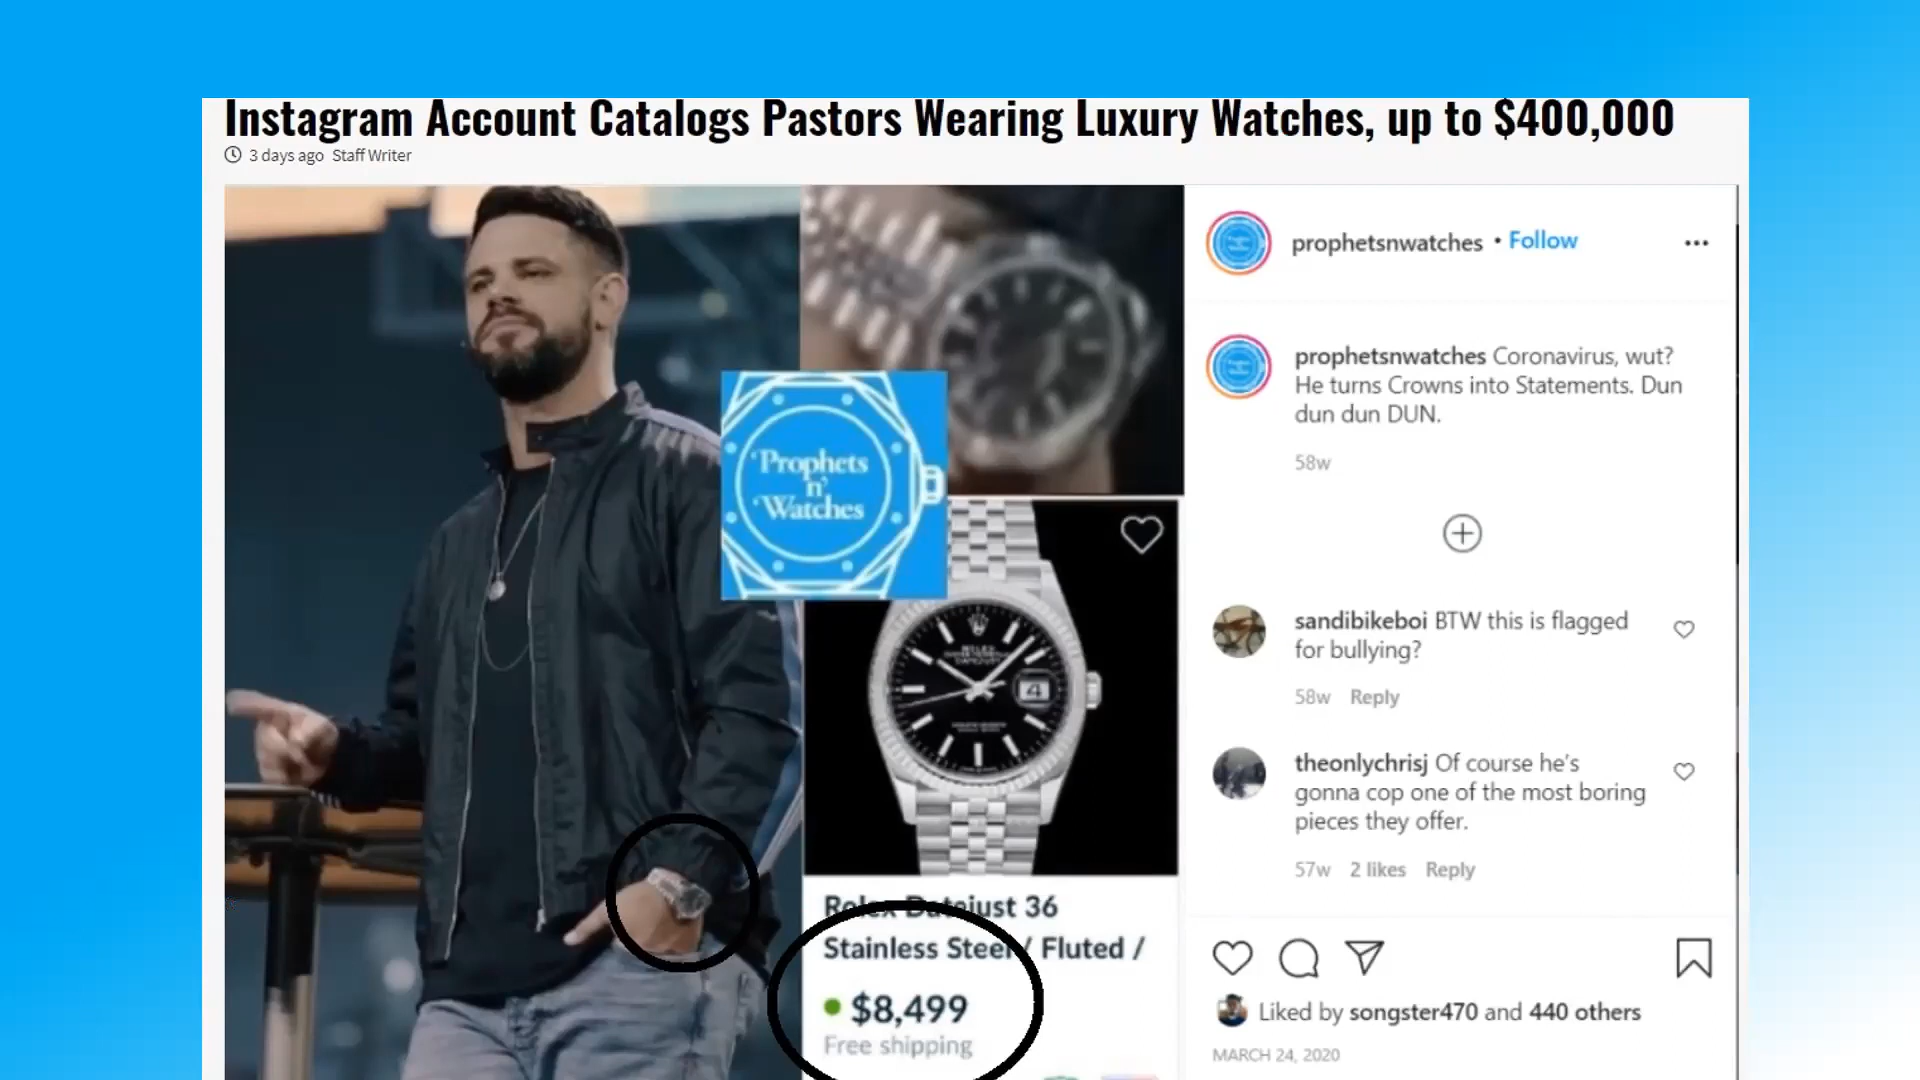 Instagram Account Catalogs Pastors Wearing Luxury Watches, up to $400,000
3 days ago Staff Writer
prophetsnwatches • Follow
prophetsnwatches Coronavirus, wut?
He turns Crowns into Statements. Dun
dun dun DUN.
58w
Prophets
n'
Watches
sandibikeboi BTW this is flagged
for bullying?
58w Reply
ROLEX
4
theonlychrisj Of course he's
gonna cop one of the most boring
pieces they offer.
57w 2 likes Reply
Rolex Datejust 36
Stainless Steel / Fluted /
$8,499
Free shipping
Liked by songster470 and 440 others
MARCH 24, 2020